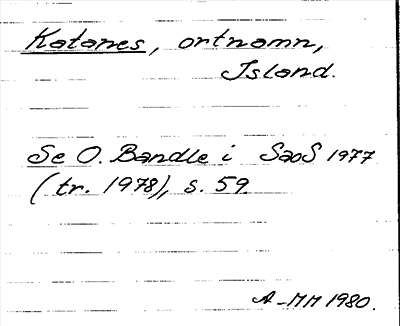 Katanes, ortnamn,
Island.
Se O. Bandle i SaoS 1977
(tr. 1978), s. 59.
A-MM 1980.